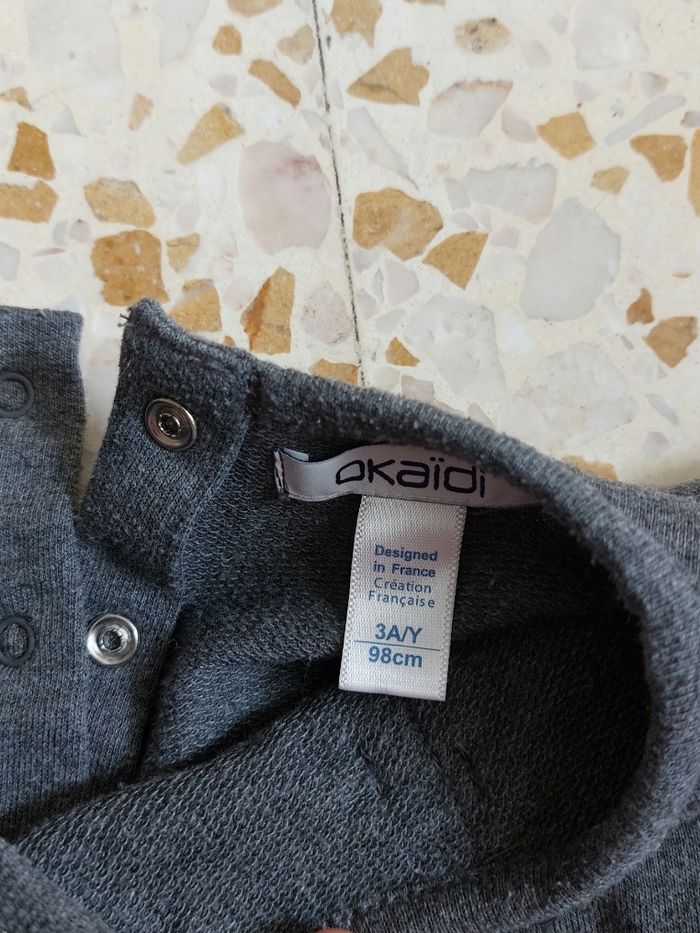 okaïdi
Designed
in France
Création
Française
3A/Y
98cm